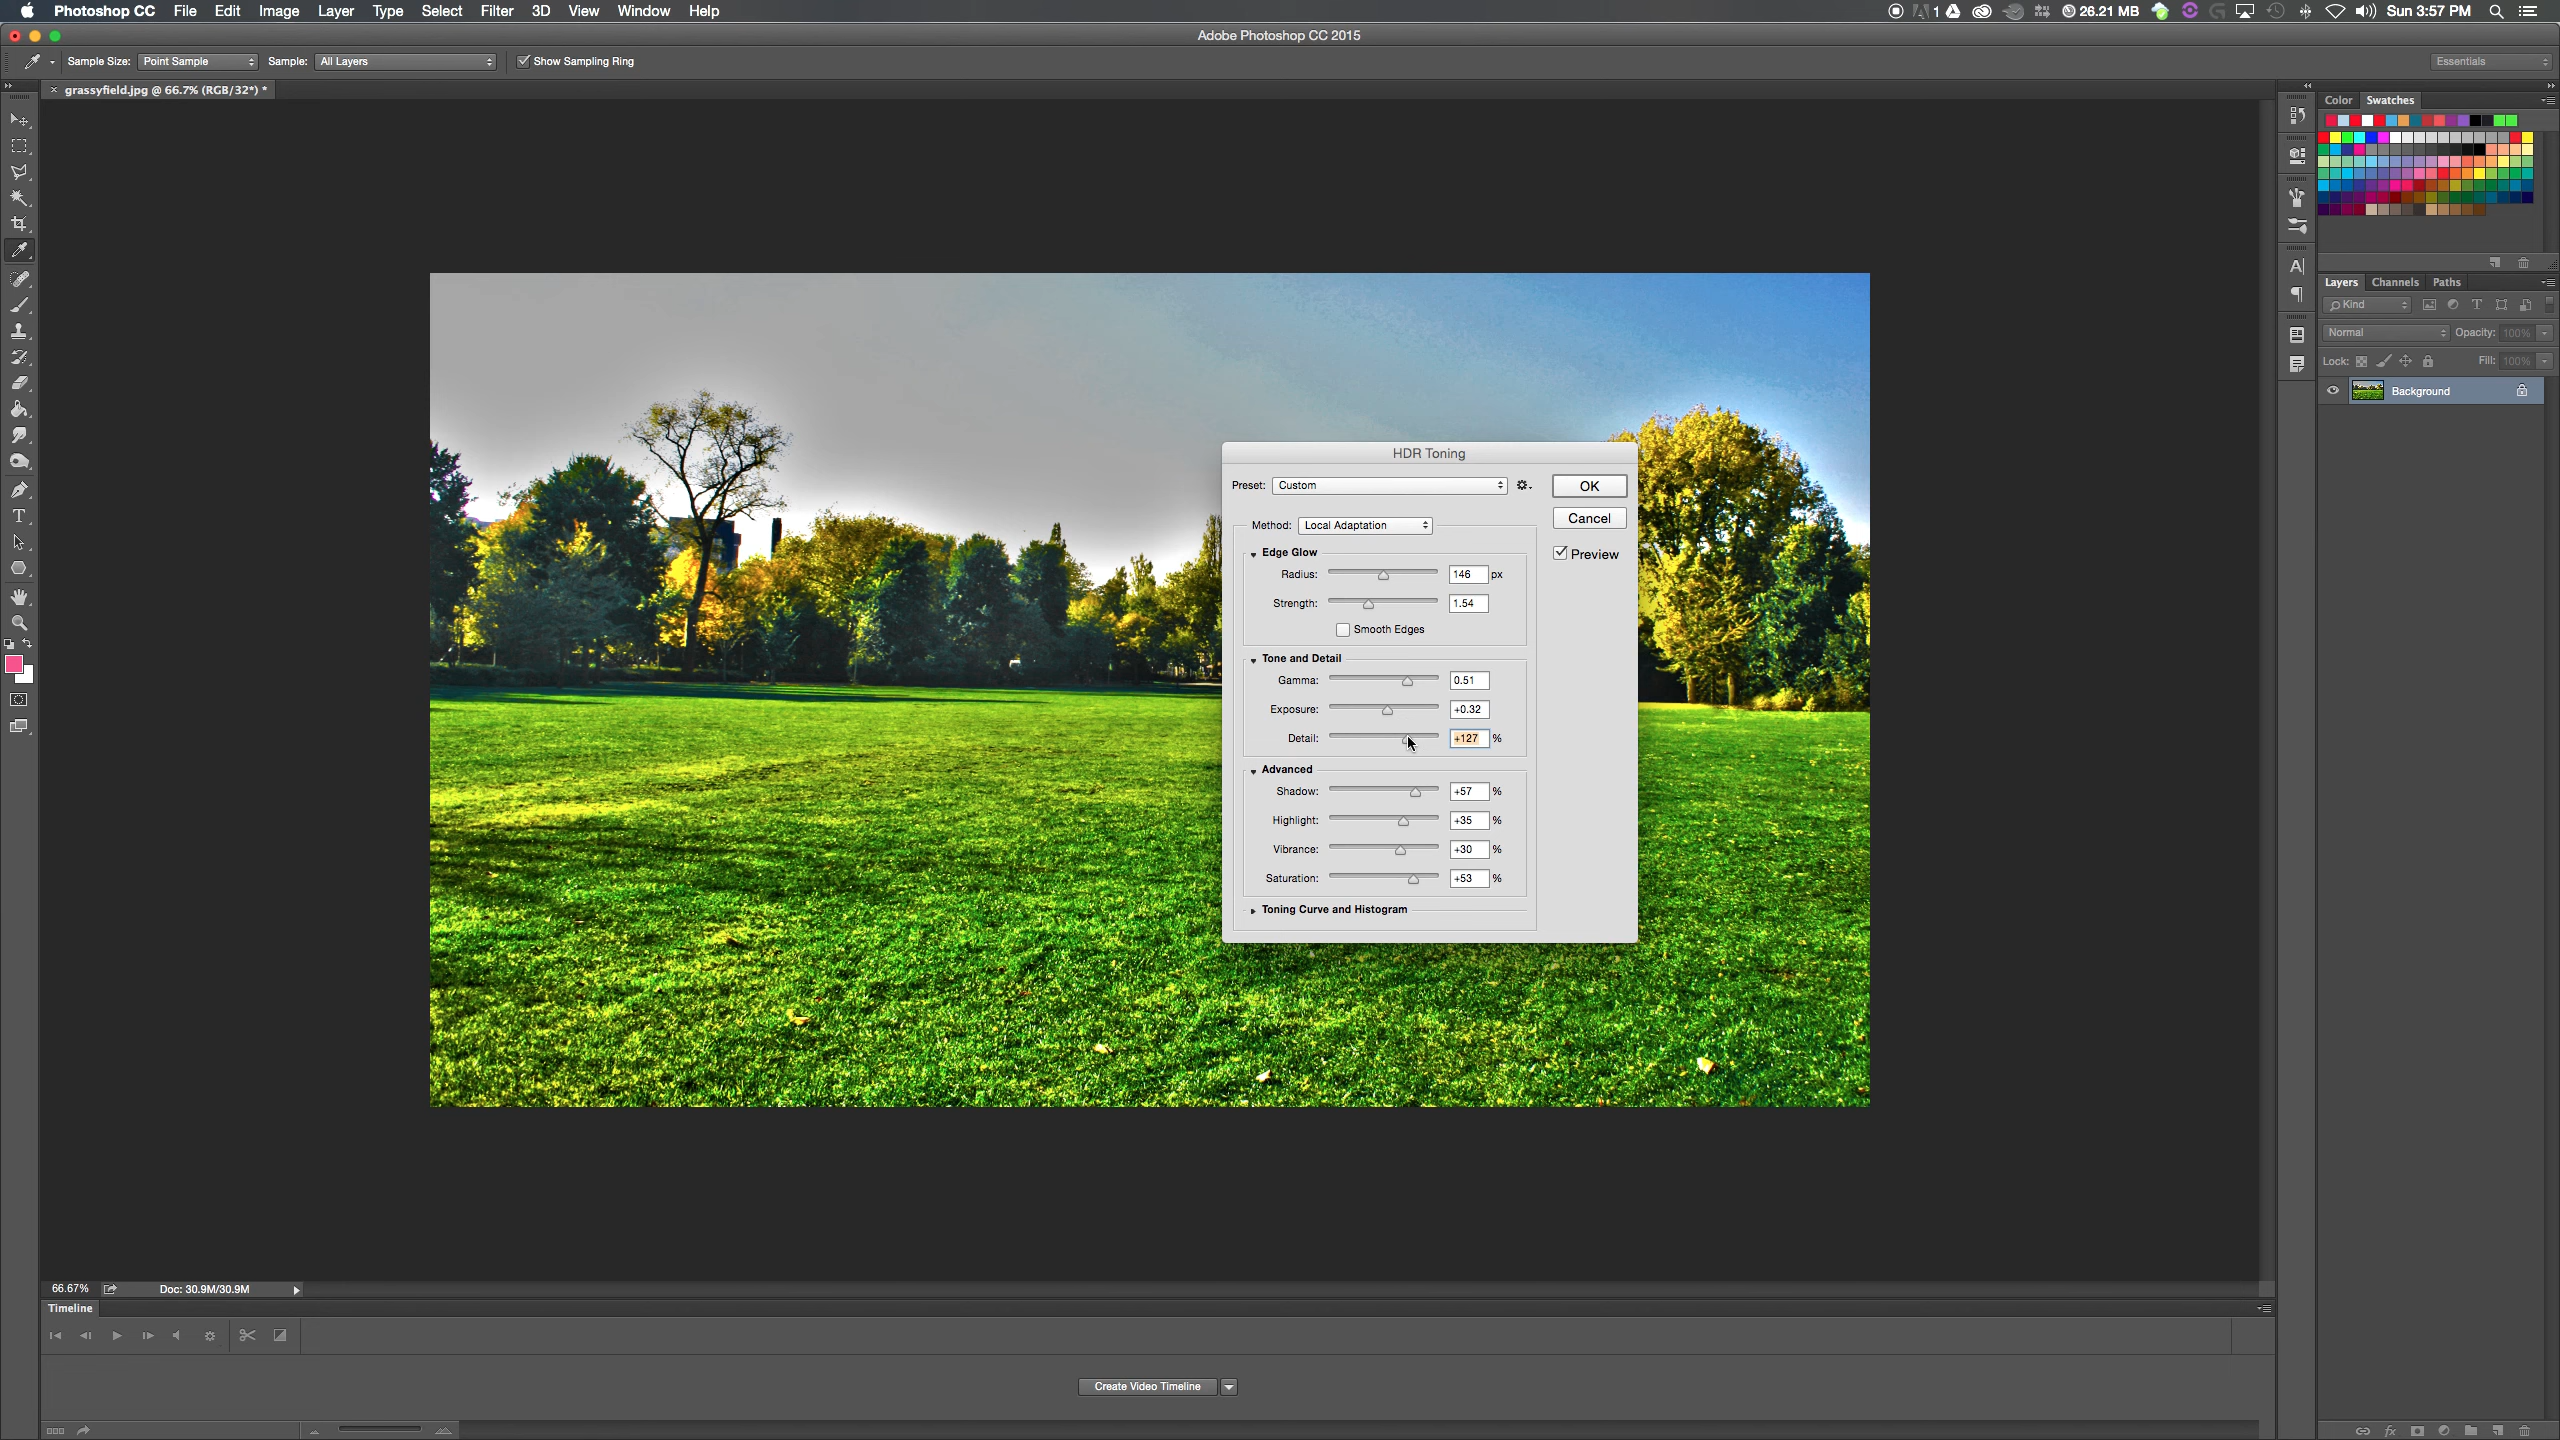 Photoshop CC File Edit Image Layer Type Select Filter 3D View Window Help 1 26.21 MB Sun 3:57 PM
Adobe Photoshop CC 2015
Sample Size: Point Sample Sample: All Layers Show Sampling Ring Essentials
grassyfield.jpg @ 66.7% (RGB/32*) *
Color Swatches
Layers Channels Paths
Kind
Normal Opacity: 100%
Lock: Fill: 100%
Background
HDR Toning
Preset: Custom OK
Cancel
Method: Local Adaptation
Preview
Edge Glow
Radius: 146 px
Strength: 1.54
Smooth Edges
Tone and Detail
Gamma: 0.51
Exposure: +0.32
Detail: +127 %
Advanced
Shadow: +57 %
Highlight: +35 %
Vibrance: +30 %
Saturation: +53 %
Toning Curve and Histogram
66.67% Doc: 30.9M/30.9M
Timeline
Create Video Timeline